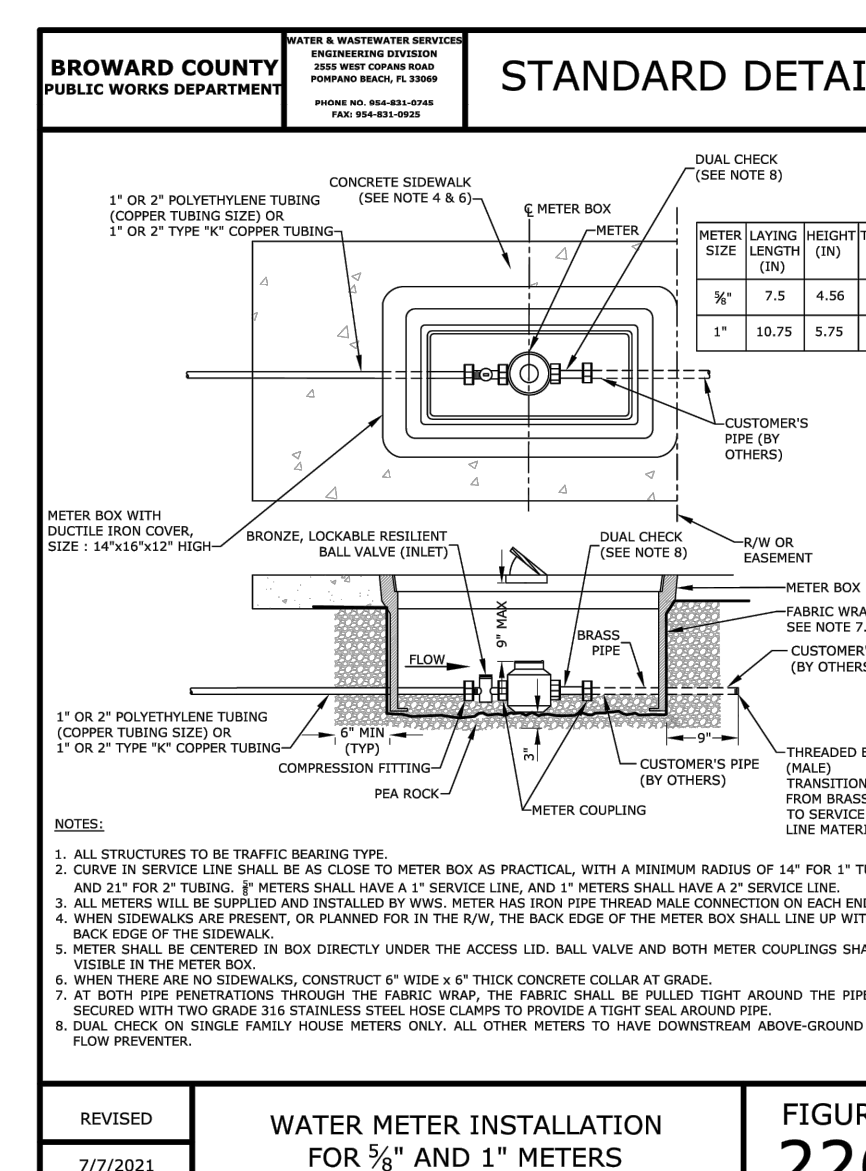 BROWARD COUNTY
PUBLIC WORKS DEPARTMENT
WATER & WASTEWATER SERVICES
ENGINEERING DIVISION
2555 WEST COPANS ROAD
POMPANO BEACH, FL 33069
PHONE NO. 954-831-0745
FAX: 954-831-0925
STANDARD DETAI
DUAL CHECK
(SEE NOTE 8)
CONCRETE SIDEWALK
(SEE NOTE 4 & 6)
1" OR 2" POLYETHYLENE TUBING
(COPPER TUBING SIZE) OR
1" OR 2" TYPE "K" COPPER TUBING
℄ METER BOX
METER
METER SIZE LAYING LENGTH (IN) HEIGHT (IN) T
⅝" 7.5 4.56
1" 10.75 5.75
CUSTOMER'S
PIPE (BY
OTHERS)
METER BOX WITH
DUCTILE IRON COVER,
SIZE : 14"x16"x12" HIGH
BRONZE, LOCKABLE RESILIENT
BALL VALVE (INLET)
DUAL CHECK
(SEE NOTE 8)
R/W OR
EASEMENT
METER BOX
FABRIC WRA
SEE NOTE 7.
CUSTOMER'
(BY OTHERS
9" MAX
BRASS
PIPE
FLOW
1" OR 2" POLYETHYLENE TUBING
(COPPER TUBING SIZE) OR
1" OR 2" TYPE "K" COPPER TUBING
6" MIN
(TYP)
3"
9"
COMPRESSION FITTING
PEA ROCK
METER COUPLING
CUSTOMER'S PIPE
(BY OTHERS)
THREADED E
(MALE)
TRANSITION
FROM BRASS
TO SERVICE
LINE MATERI
NOTES:
1. ALL STRUCTURES TO BE TRAFFIC BEARING TYPE.
2. CURVE IN SERVICE LINE SHALL BE AS CLOSE TO METER BOX AS PRACTICAL, WITH A MINIMUM RADIUS OF 14" FOR 1" TU
AND 21" FOR 2" TUBING. ⅝" METERS SHALL HAVE A 1" SERVICE LINE, AND 1" METERS SHALL HAVE A 2" SERVICE LINE.
3. ALL METERS WILL BE SUPPLIED AND INSTALLED BY WWS. METER HAS IRON PIPE THREAD MALE CONNECTION ON EACH END
4. WHEN SIDEWALKS ARE PRESENT, OR PLANNED FOR IN THE R/W, THE BACK EDGE OF THE METER BOX SHALL LINE UP WIT
BACK EDGE OF THE SIDEWALK.
5. METER SHALL BE CENTERED IN BOX DIRECTLY UNDER THE ACCESS LID. BALL VALVE AND BOTH METER COUPLINGS SHA
VISIBLE IN THE METER BOX.
6. WHEN THERE ARE NO SIDEWALKS, CONSTRUCT 6" WIDE x 6" THICK CONCRETE COLLAR AT GRADE.
7. AT BOTH PIPE PENETRATIONS THROUGH THE FABRIC WRAP, THE FABRIC SHALL BE PULLED TIGHT AROUND THE PIPE
SECURED WITH TWO GRADE 316 STAINLESS STEEL HOSE CLAMPS TO PROVIDE A TIGHT SEAL AROUND PIPE.
8. DUAL CHECK ON SINGLE FAMILY HOUSE METERS ONLY. ALL OTHER METERS TO HAVE DOWNSTREAM ABOVE-GROUND
FLOW PREVENTER.
REVISED
7/7/2021
WATER METER INSTALLATION
FOR ⅝" AND 1" METERS
FIGUR
220